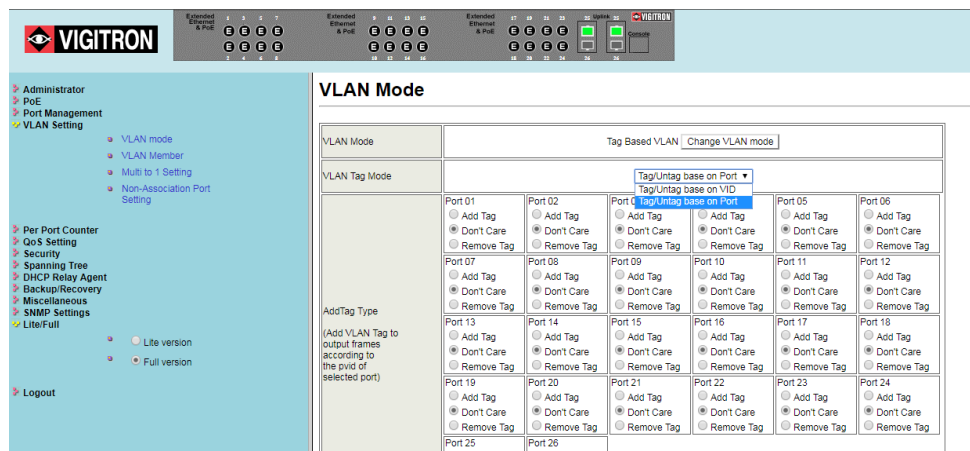 VIGITRON
Extended Ethernet & PoE
1 3 5 7
2 4 6 8
Extended Ethernet & PoE
9 11 13 15
10 12 14 16
Extended Ethernet & PoE
17 19 21 23
18 20 22 24
25 Uplink 25
26 26
VIGITRON
Console
Administrator
PoE
Port Management
VLAN Setting
VLAN mode
VLAN Member
Multi to 1 Setting
Non-Association Port
Setting
Per Port Counter
QoS Setting
Security
Spanning Tree
DHCP Relay Agent
Backup/Recovery
Miscellaneous
SNMP Settings
Lite/Full
Lite version
Full version
Logout
VLAN Mode
VLAN Mode
Tag Based VLAN Change VLAN mode
VLAN Tag Mode
Tag/Untag base on Port
Tag/Untag base on VID
Tag/Untag base on Port
AddTag Type
(Add VLAN Tag to
output frames
according to
the pvid of
selected port)
Port 01 Port 02 Port 05 Port 06
Add Tag Add Tag Add Tag Add Tag Add Tag Add Tag
Don't Care Don't Care Don't Care Don't Care Don't Care Don't Care
Remove Tag Remove Tag Remove Tag Remove Tag Remove Tag Remove Tag
Port 07 Port 08 Port 09 Port 10 Port 11 Port 12
Add Tag Add Tag Add Tag Add Tag Add Tag Add Tag
Don't Care Don't Care Don't Care Don't Care Don't Care Don't Care
Remove Tag Remove Tag Remove Tag Remove Tag Remove Tag Remove Tag
Port 13 Port 14 Port 15 Port 16 Port 17 Port 18
Add Tag Add Tag Add Tag Add Tag Add Tag Add Tag
Don't Care Don't Care Don't Care Don't Care Don't Care Don't Care
Remove Tag Remove Tag Remove Tag Remove Tag Remove Tag Remove Tag
Port 19 Port 20 Port 21 Port 22 Port 23 Port 24
Add Tag Add Tag Add Tag Add Tag Add Tag Add Tag
Don't Care Don't Care Don't Care Don't Care Don't Care Don't Care
Remove Tag Remove Tag Remove Tag Remove Tag Remove Tag Remove Tag
Port 25 Port 26